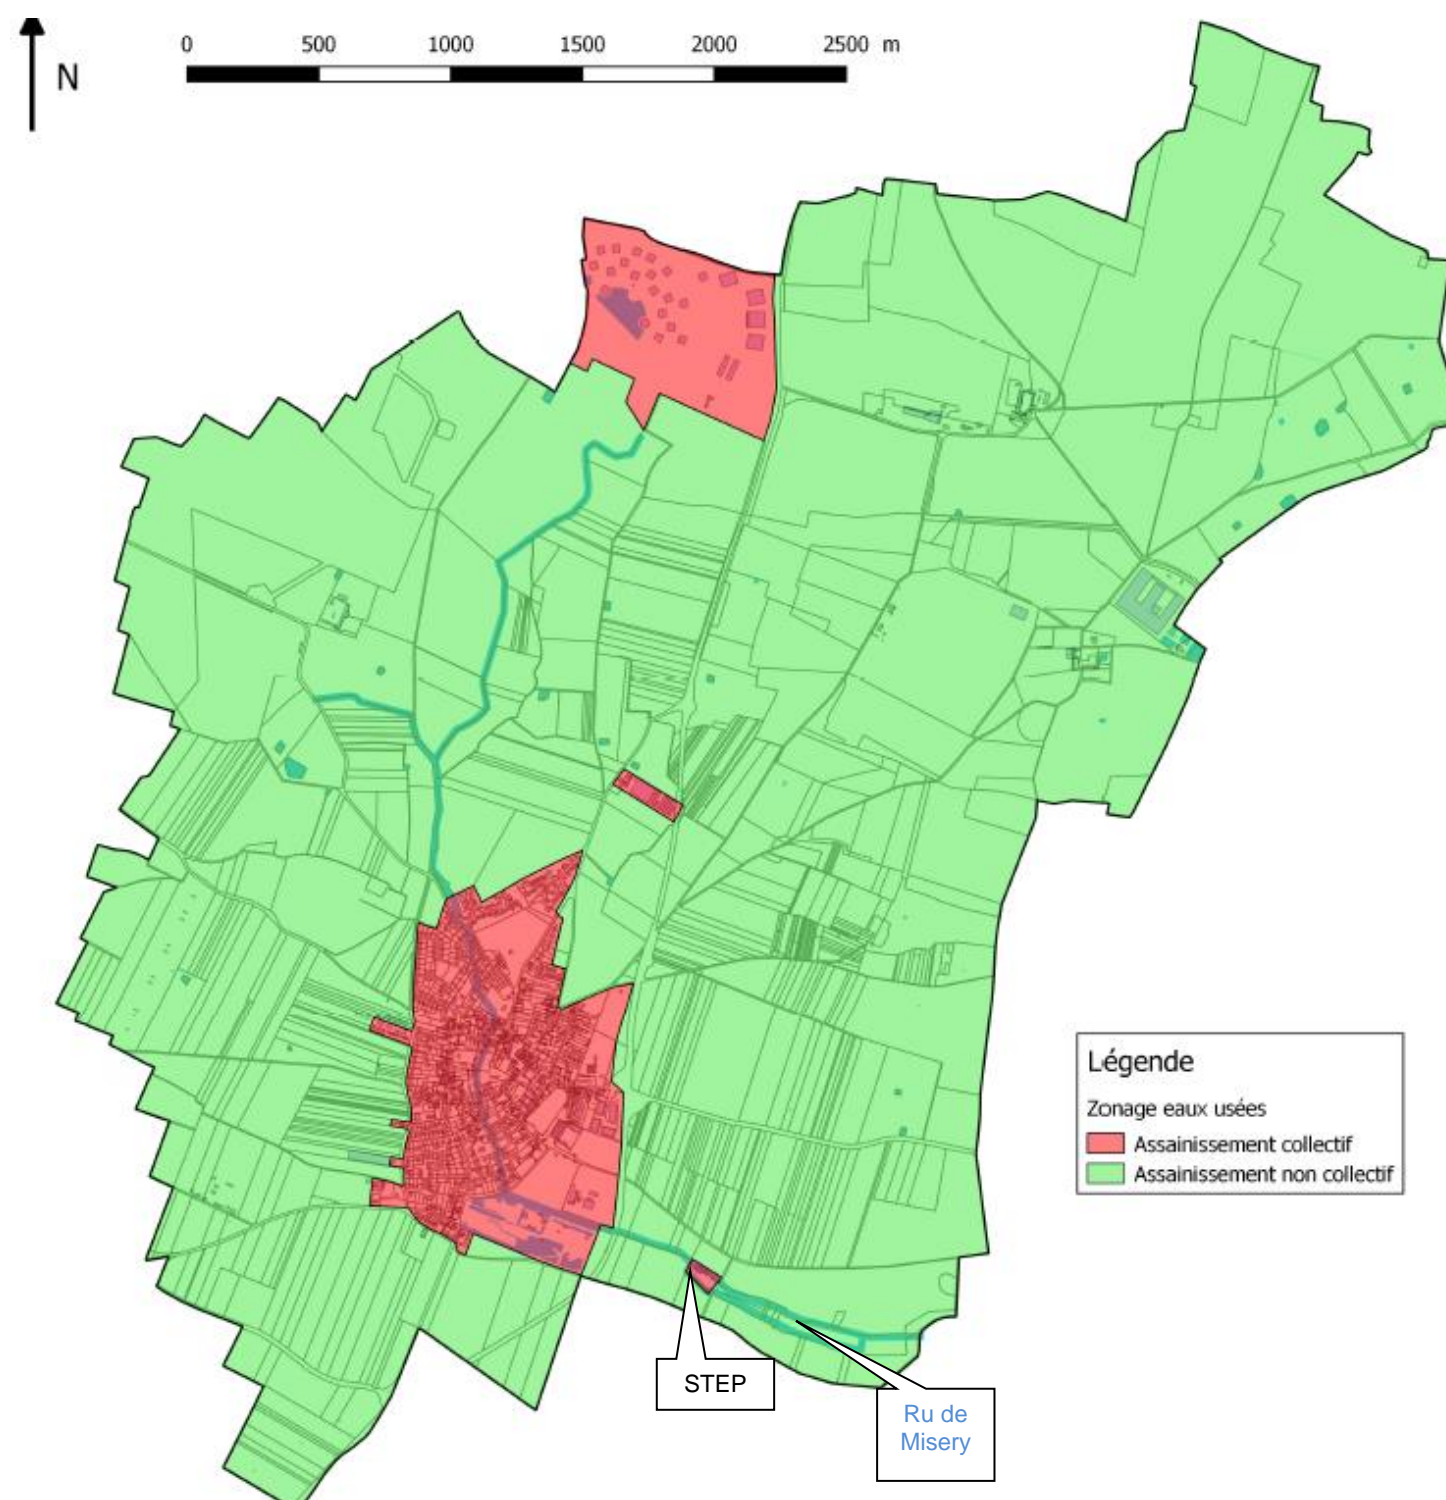 0 500 1000 1500 2000 2500 m
N
Légende
Zonage eaux usées
Assainissement collectif
Assainissement non collectif
STEP
Ru de
Misery